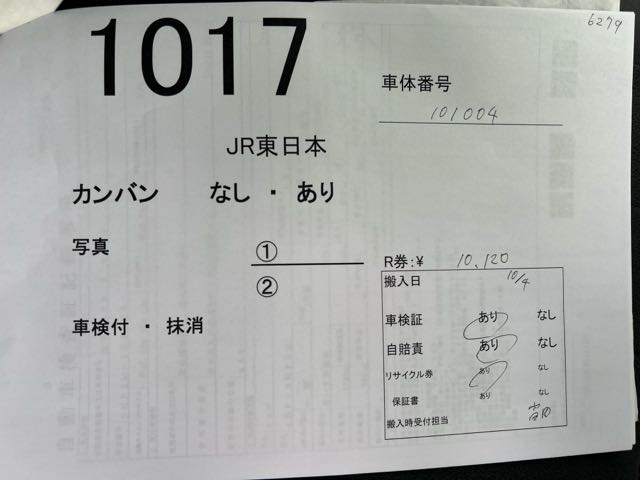 6279
1017
車体番号
101004
JR東日本
カンバン なし ・ あり
写真 ①
②
車検付 ・ 抹消
R券:¥ 10,120
搬入日 10/4
車検証 あり なし
自賠責 あり なし
リサイクル券 あり なし
保証書 あり なし
搬入時受付担当